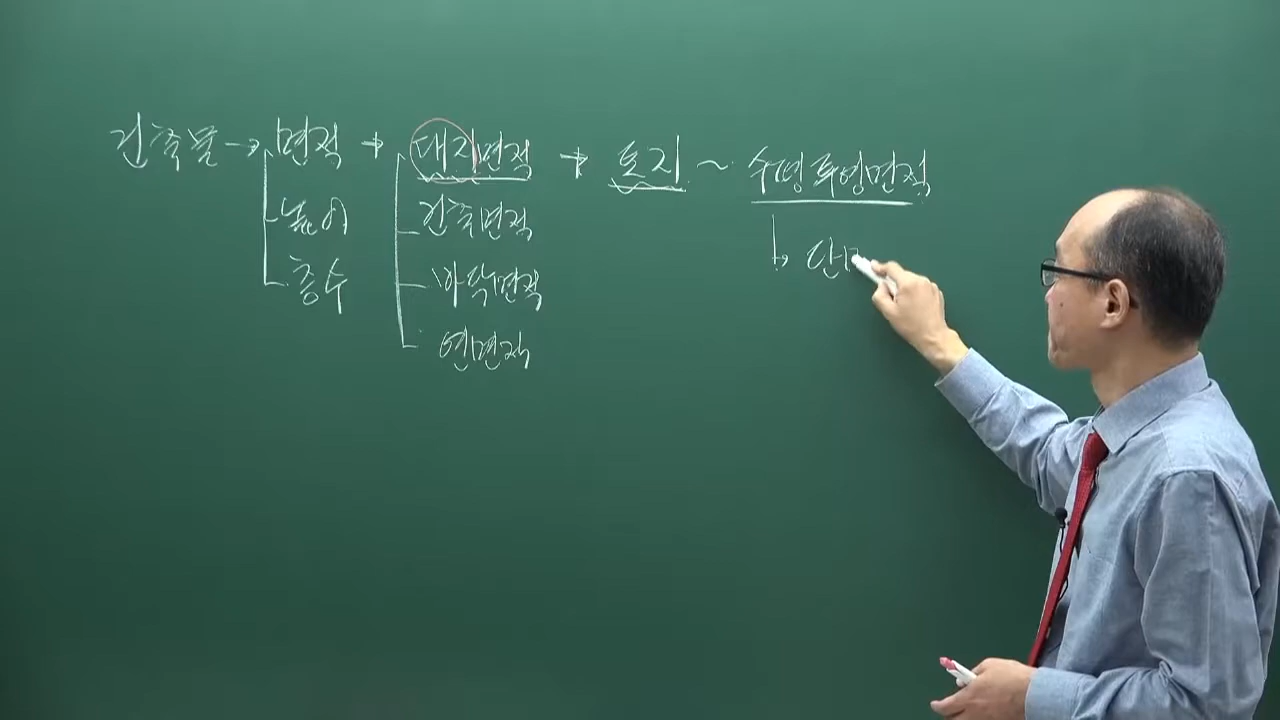 건축물 → 면적 → 대지면적 → 토지 ~ 수평투영면적
높이 건축면적 ↳ 단
층수 바닥면적
연면적